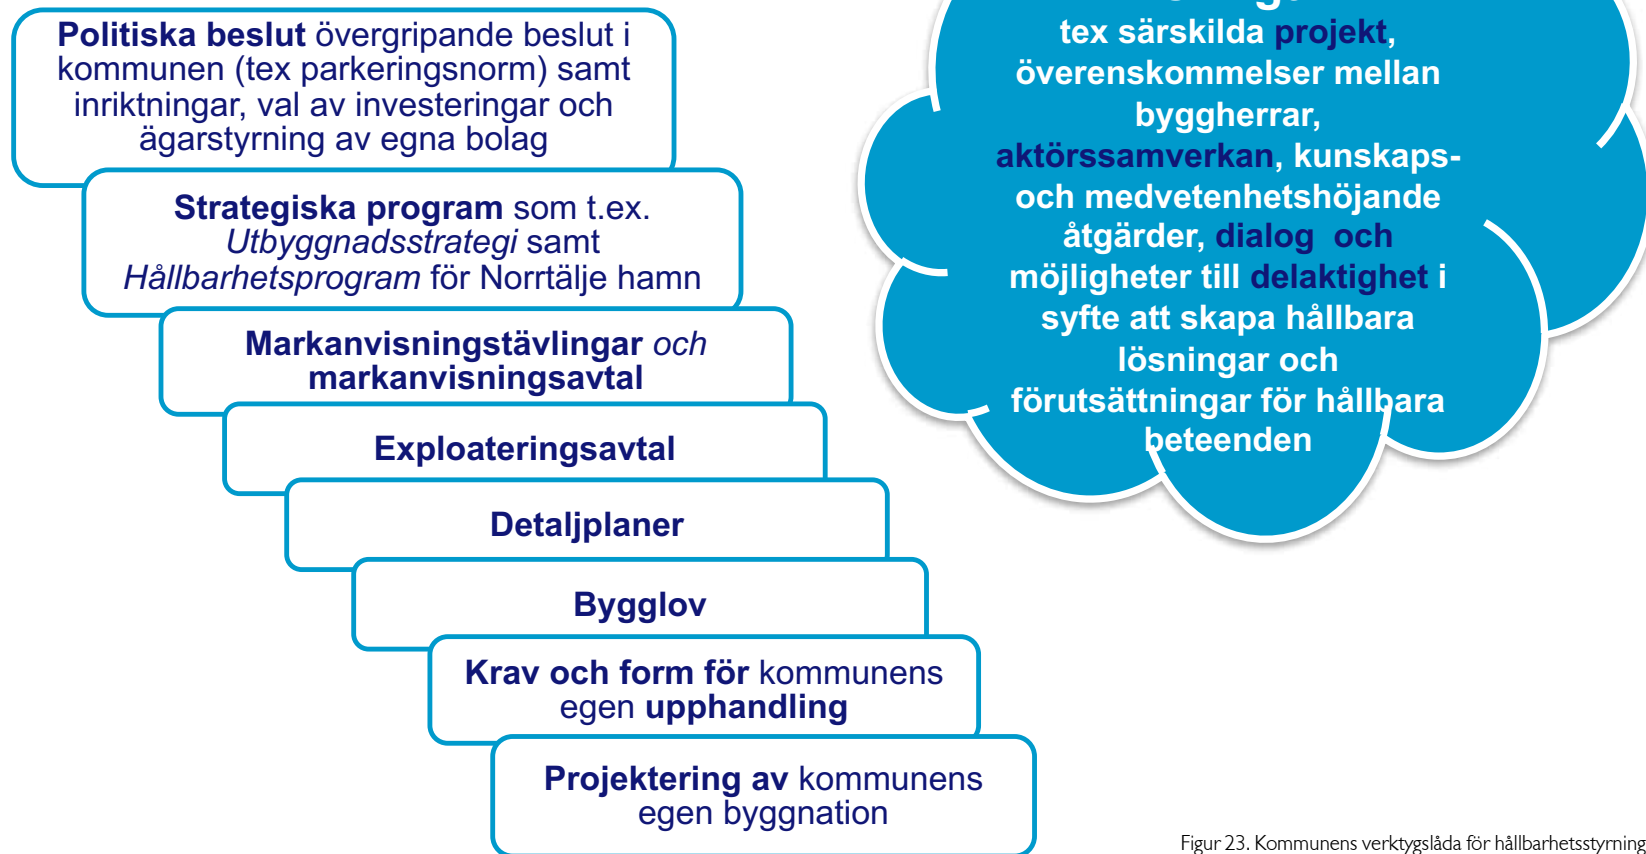 Politiska beslut övergripande beslut i
kommunen (tex parkeringsnorm) samt
inriktningar, val av investeringar och
ägarstyrning av egna bolag
Strategiska program som t.ex.
Utbyggnadsstrategi samt
Hållbarhetsprogram för Norrtälje hamn
Markanvisningstävlingar och
markanvisningsavtal
Exploateringsavtal
Detaljplaner
Bygglov
Krav och form för kommunens
egen upphandling
Projektering av kommunens
egen byggnation
tex särskilda projekt,
överenskommelser mellan
byggherrar,
aktörssamverkan, kunskaps-
och medvetenhetshöjande
åtgärder, dialog och
möjligheter till delaktighet i
syfte att skapa hållbara
lösningar och
förutsättningar för hållbara
beteenden
Figur 23. Kommunens verktygslåda för hållbarhetsstyrning